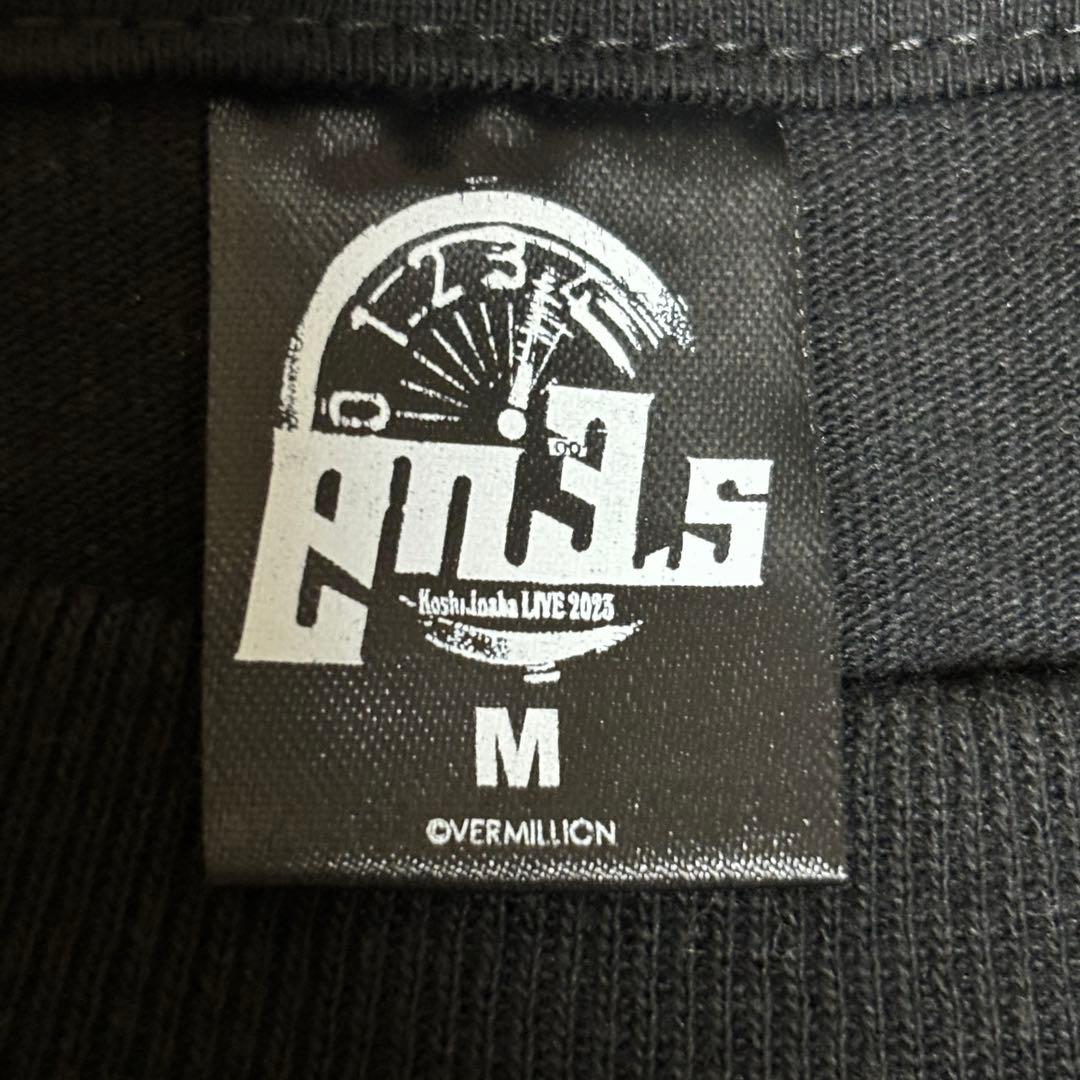 0 1 2 3 4
en3.5
Koshi Inaba LIVE 2023
M
©VERMILLION